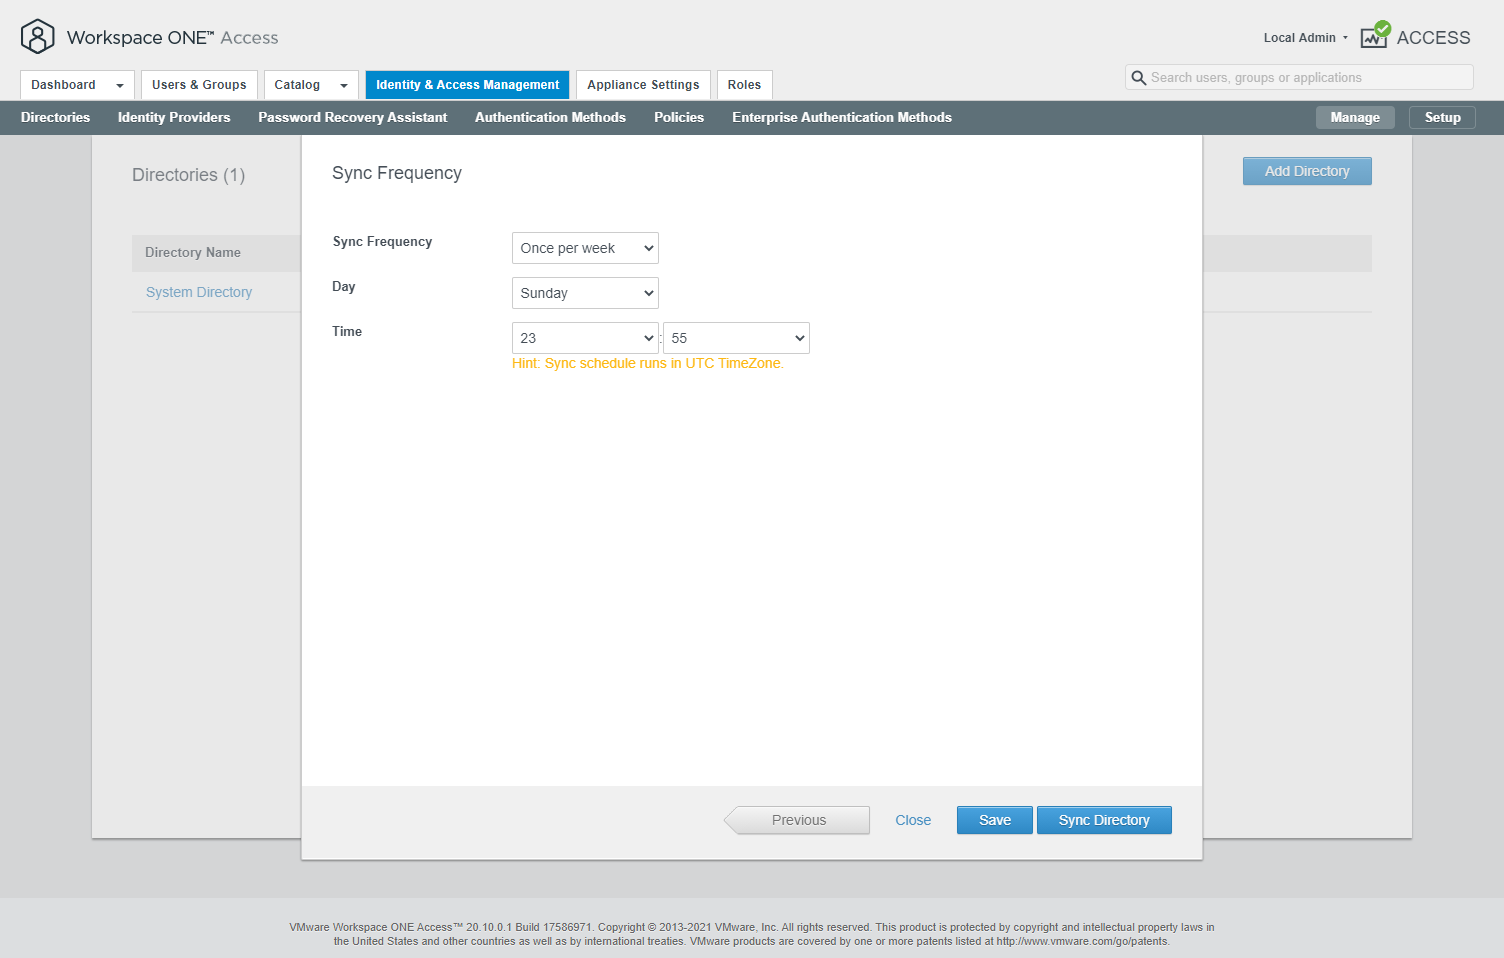 Workspace ONE™ Access
Local Admin
ACCESS
Dashboard
Users & Groups
Catalog
Identity & Access Management
Appliance Settings
Roles
Search users, groups or applications
Directories
Identity Providers
Password Recovery Assistant
Authentication Methods
Policies
Enterprise Authentication Methods
Manage
Setup
Directories (1)
Add Directory
Directory Name
System Directory
Sync Frequency
Sync Frequency
Once per week
Day
Sunday
Time
23 : 55
Hint: Sync schedule runs in UTC TimeZone.
Previous
Close
Save
Sync Directory
VMware Workspace ONE Access™ 20.10.0.1 Build 17586971. Copyright © 2013-2021 VMware, Inc. All rights reserved. This product is protected by copyright and intellectual property laws in
the United States and other countries as well as by international treaties. VMware products are covered by one or more patents listed at http://www.vmware.com/go/patents.